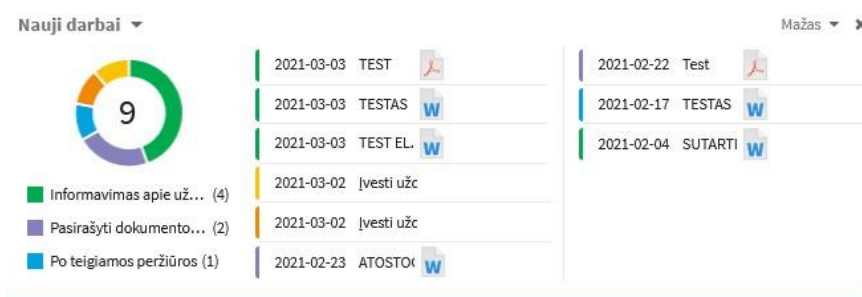 Nauji darbai
Mažas
9
Informavimas apie už... (4)
Pasirašyti dokumento... (2)
Po teigiamos peržiūros (1)
2021-03-03 TEST
2021-03-03 TESTAS
2021-03-03 TEST EL.
2021-03-02 Įvesti užc
2021-03-02 Įvesti užc
2021-02-23 ATOSTO
2021-02-22 Test
2021-02-17 TESTAS
2021-02-04 SUTARTI